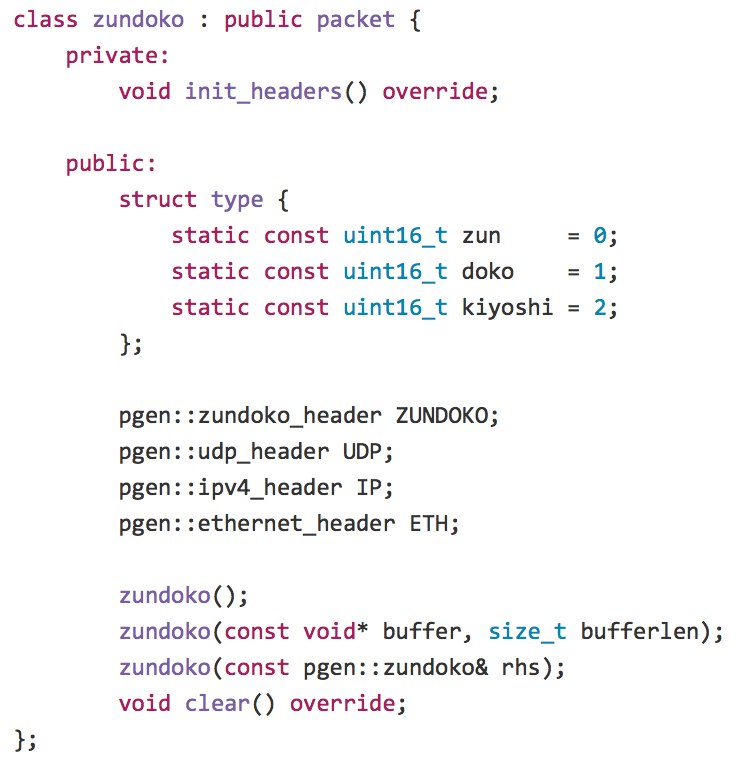 class zundoko : public packet {
    private:
        void init_headers() override;

    public:
        struct type {
            static const uint16_t zun     = 0;
            static const uint16_t doko    = 1;
            static const uint16_t kiyoshi = 2;
        };

        pgen::zundoko_header ZUNDOKO;
        pgen::udp_header UDP;
        pgen::ipv4_header IP;
        pgen::ethernet_header ETH;

        zundoko();
        zundoko(const void* buffer, size_t bufferlen);
        zundoko(const pgen::zundoko& rhs);
        void clear() override;
};